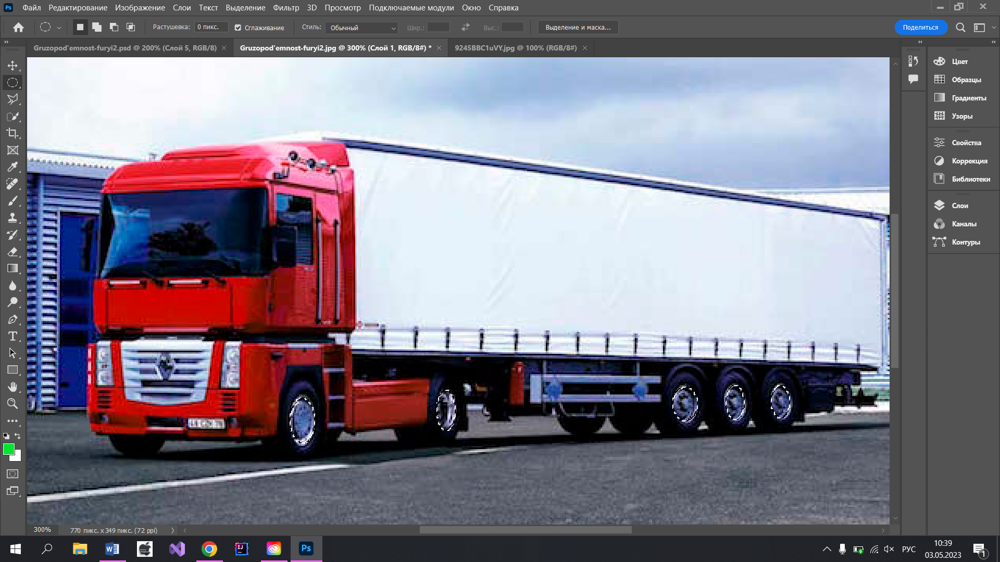 Ps Файл Редактирование Изображение Слои Текст Выделение Фильтр 3D Просмотр Подключаемые модули Окно Справка
Растушевка: 0 пикс. Сглаживание Стиль: Обычный Шир.: Выс.: Выделение и маска... Поделиться
Gruzopod'emnost-furyi2.psd @ 200% (Слой 5, RGB/8) Gruzopod'emnost-furyi2.jpg @ 300% (Слой 1, RGB/8#) * 9245BBC1uVY.jpg @ 100% (RGB/8#)
Цвет
Образцы
Градиенты
Узоры
Свойства
Коррекция
Библиотеки
Слои
Каналы
Контуры
300% 770 пикс. x 349 пикс. (72 ppi)
РУС
10:39
03.05.2023
1
Ps
IJ